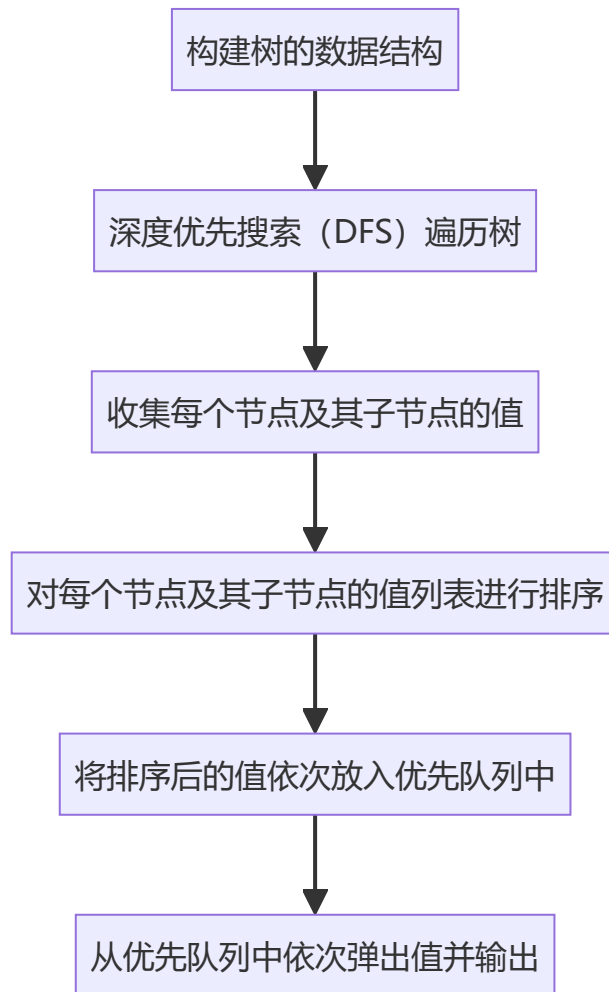 构建树的数据结构
深度优先搜索（DFS）遍历树
收集每个节点及其子节点的值
对每个节点及其子节点的值列表进行排序
将排序后的值依次放入优先队列中
从优先队列中依次弹出值并输出